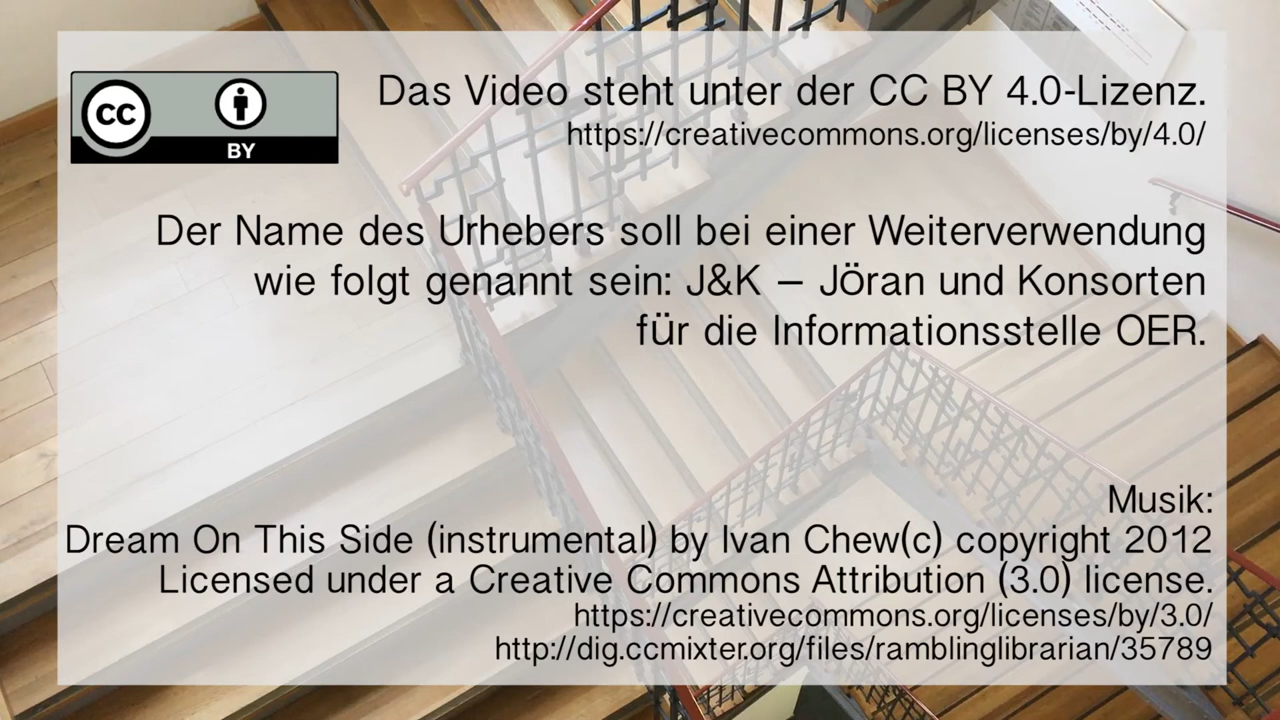 Das Video steht unter der CC BY 4.0-Lizenz.
https://creativecommons.org/licenses/by/4.0/
CC
BY
Der Name des Urhebers soll bei einer Weiterverwendung
wie folgt genannt sein: J&K – Jöran und Konsorten
für die Informationsstelle OER.
Musik:
Dream On This Side (instrumental) by Ivan Chew(c) copyright 2012
Licensed under a Creative Commons Attribution (3.0) license.
https://creativecommons.org/licenses/by/3.0/
http://dig.ccmixter.org/files/ramblinglibrarian/35789